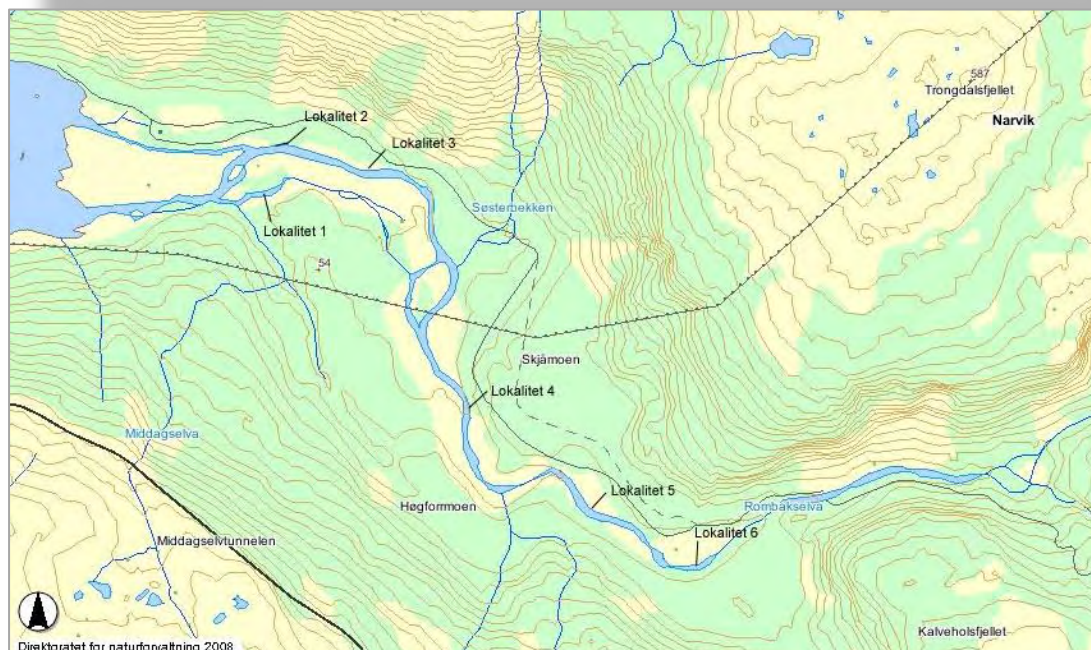 587
Trongdalsfjellet
Narvik
Lokalitet 2
Lokalitet 3
Søsterbekken
Lokalitet 1
54
Skjåmoen
Lokalitet 4
Middagselva
Lokalitet 5
Høgformoen
Rombakselva
Lokalitet 6
Middagselvtunnelen
Kalveholsfjellet
Direktoratet for naturforvaltning 2008